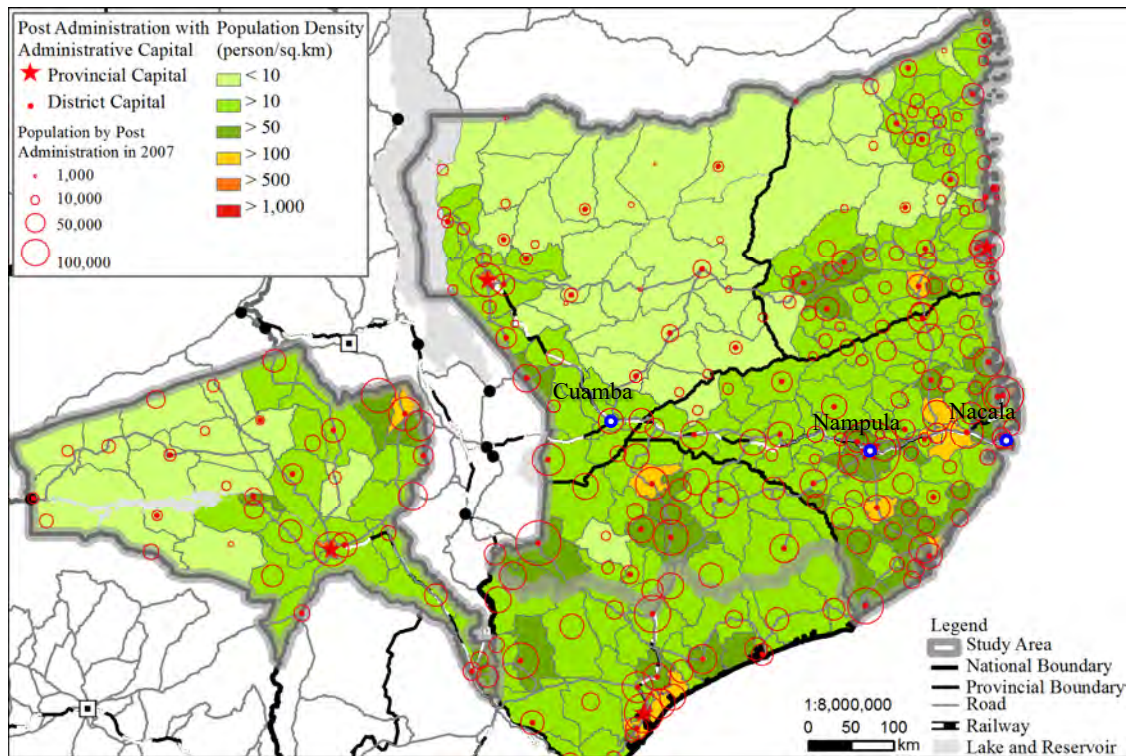 Post Administration with
Administrative Capital
Provincial Capital
District Capital
Population by Post
Administration in 2007
1,000
10,000
50,000
100,000
Population Density
(person/sq.km)
< 10
> 10
> 50
> 100
> 500
> 1,000
Cuamba
Nampula
Nacala
Legend
Study Area
National Boundary
Provincial Boundary
Road
Railway
Lake and Reservoir
1:8,000,000
0 50 100
km